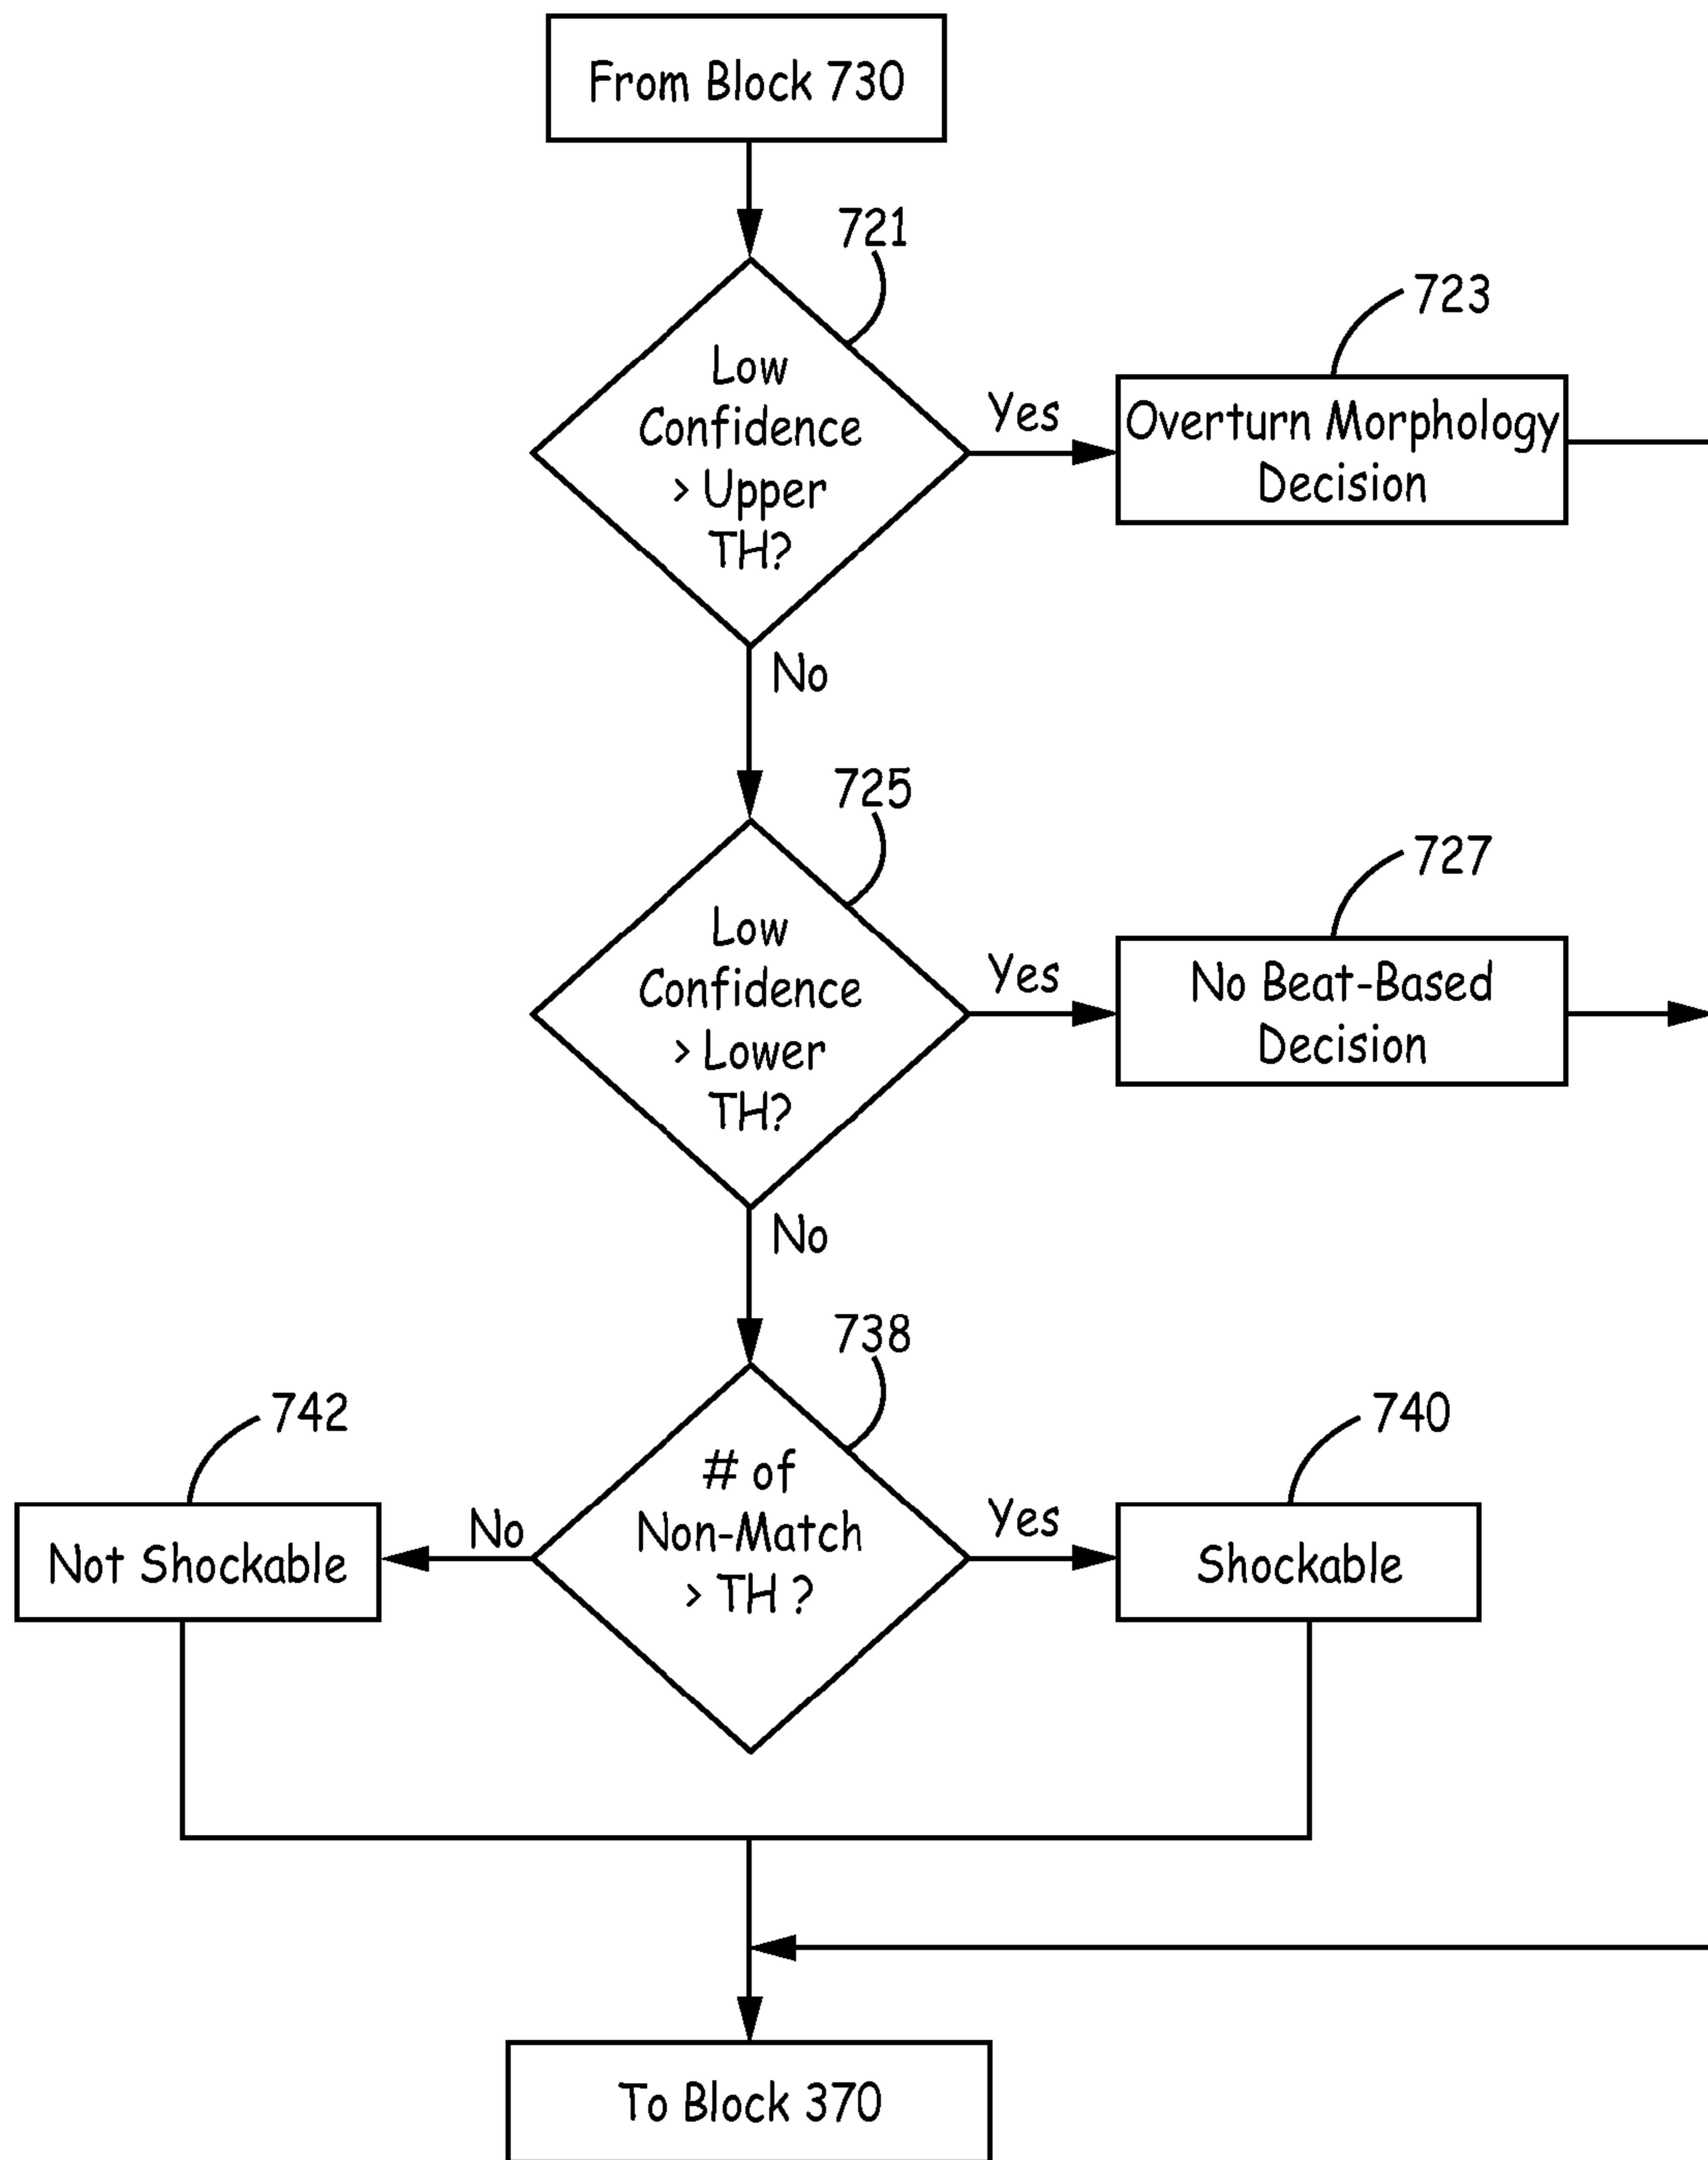 From Block 730
721
Low
Confidence
> Upper
TH?
Yes
723
Overturn Morphology
Decision
No
725
Low
Confidence
> Lower
TH?
Yes
727
No Beat-Based
Decision
No
738
# of
Non-Match
> TH ?
742
No
Not Shockable
Yes
740
Shockable
To Block 370